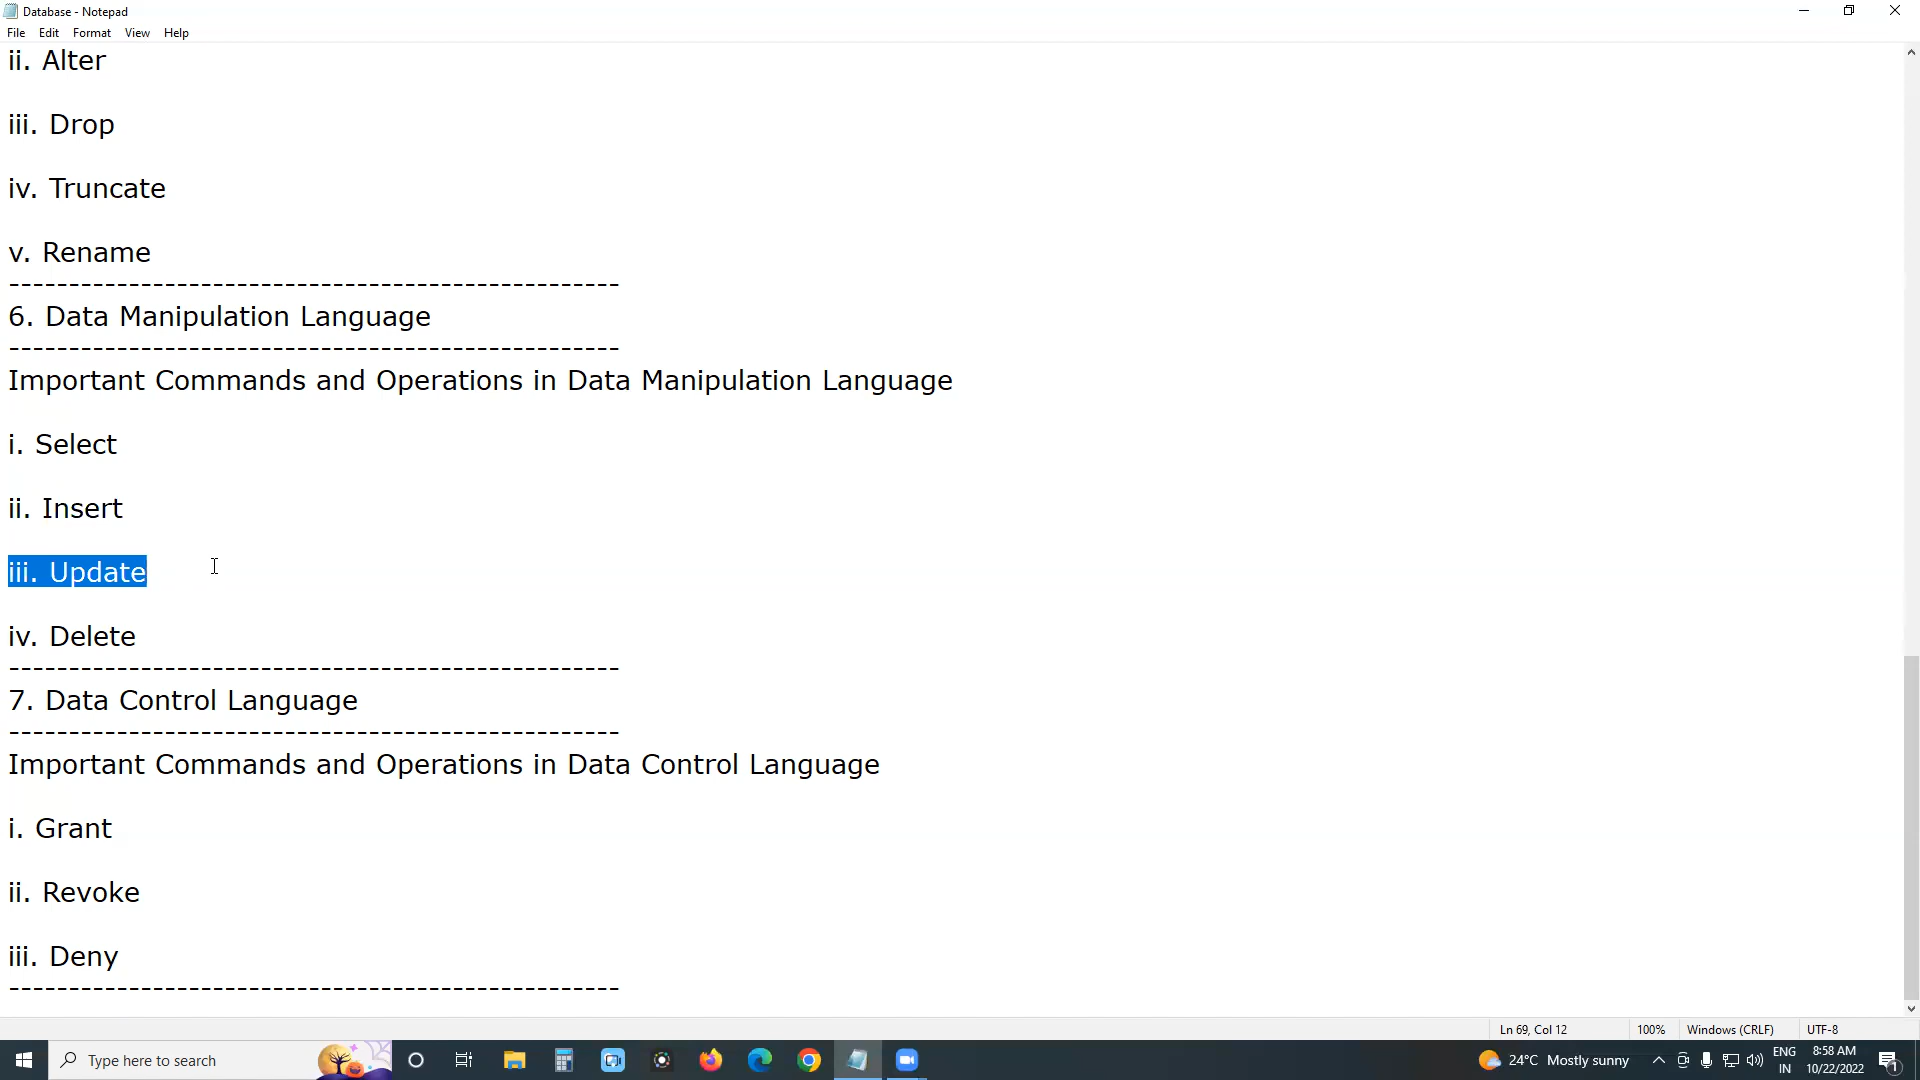 Database - Notepad
File Edit Format View Help
ii. Alter
iii. Drop
iv. Truncate
v. Rename
---------------------------------------------------
6. Data Manipulation Language
---------------------------------------------------
Important Commands and Operations in Data Manipulation Language
i. Select
ii. Insert
iii. Update
iv. Delete
---------------------------------------------------
7. Data Control Language
---------------------------------------------------
Important Commands and Operations in Data Control Language
i. Grant
ii. Revoke
iii. Deny
---------------------------------------------------
Ln 69, Col 12 100% Windows (CRLF) UTF-8
Type here to search
24°C Mostly sunny
ENG
IN
8:58 AM
10/22/2022
1